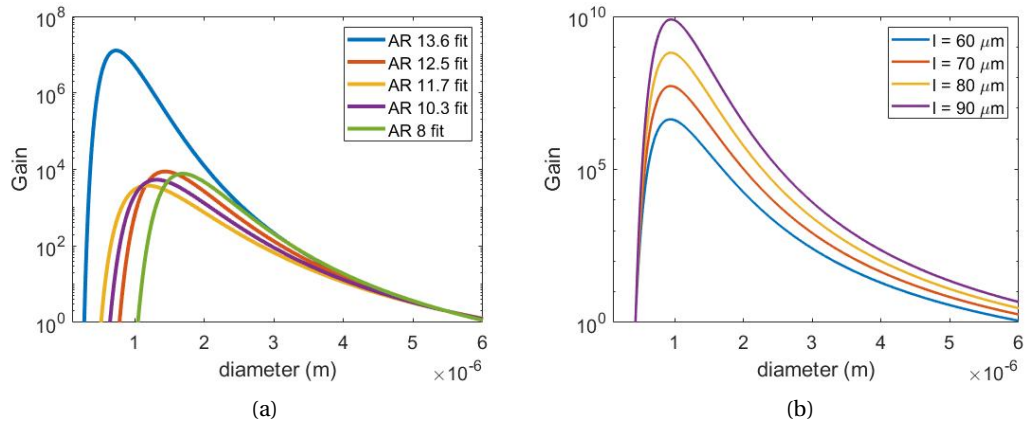 10^8
10^6
10^4
10^2
10^0
Gain
AR 13.6 fit
AR 12.5 fit
AR 11.7 fit
AR 10.3 fit
AR 8 fit
1 2 3 4 5 6
diameter (m)
×10^-6
(a)
10^10
10^5
10^0
Gain
l = 60 μm
l = 70 μm
l = 80 μm
l = 90 μm
1 2 3 4 5 6
diameter (m)
×10^-6
(b)